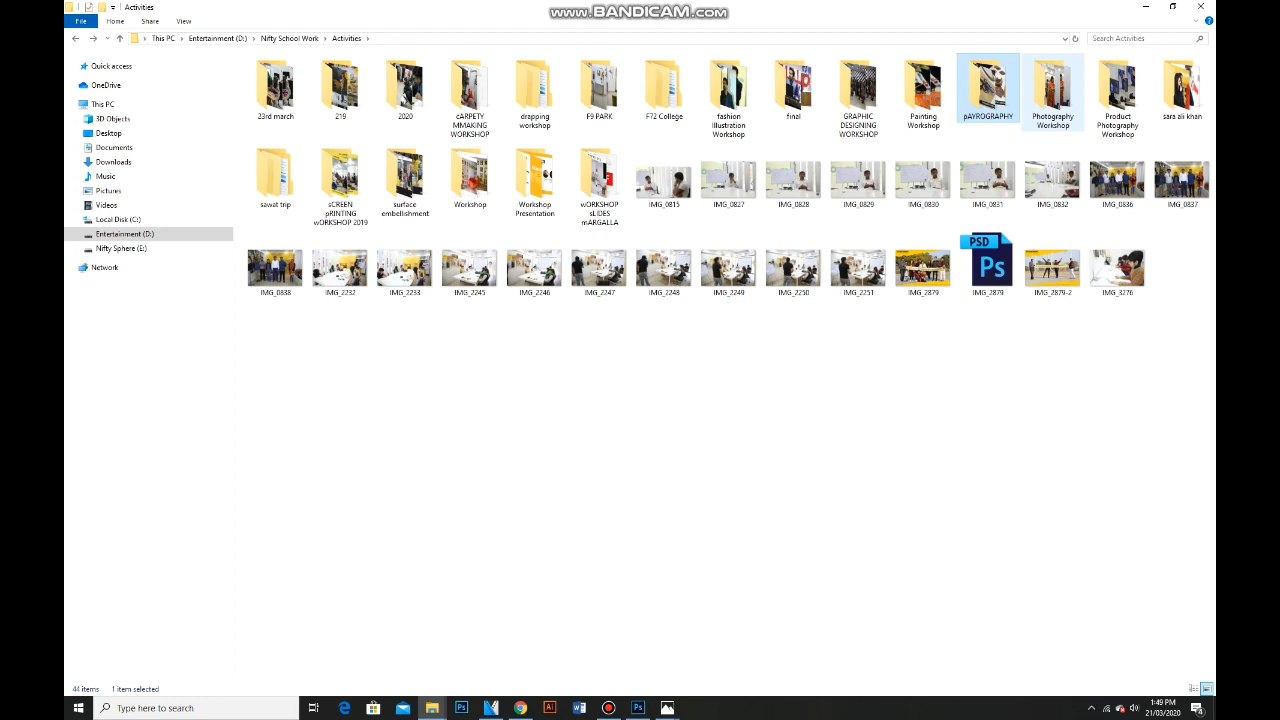 Activities
www.BANDICAM.com
File Home Share View
This PC Entertainment (D:) Nifty School Work Activities
Search Activities
Quick access
OneDrive
This PC
3D Objects
Desktop
Documents
Downloads
Music
Pictures
Videos
Local Disk (C:)
Entertainment (D:)
Nifty Sphere (E:)
Network
23rd march
219
2020
cARPETY MMAKING WORKSHOP
drapping workshop
F9 PARK
F72 College
fashion Illustration Workshop
final
GRAPHIC DESIGNING WORKSHOP
Painting Workshop
pAYROGRAPHY
Photography Workshop
Product Photography Workshop
sara ali khan
sawat trip
sCREEN pRINTING wORKSHOP 2019
surface embellishment
Workshop
Workshop Presentation
wORKSHOP sLIDES mARGALLA
IMG_0815
IMG_0827
IMG_0828
IMG_0829
IMG_0830
IMG_0831
IMG_0832
IMG_0836
IMG_0837
IMG_0838
IMG_2232
IMG_2233
IMG_2245
IMG_2246
IMG_2247
IMG_2248
IMG_2249
IMG_2250
IMG_2251
IMG_2879
PSD
Ps
IMG_2879
IMG_2879-2
IMG_3276
44 items 1 item selected
Type here to search
1:49 PM
21/03/2020